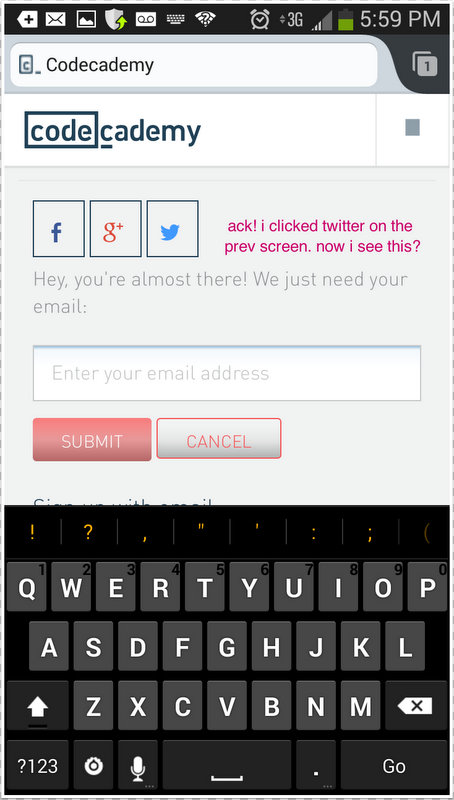 3G 5:59 PM
Codecademy 1
codecademy
f g+
ack! i clicked twitter on the
prev screen. now i see this?
Hey, you're almost there! We just need your
email:
Enter your email address
SUBMIT CANCEL
Sign up with email
! ? , " ' : ; (
1 2 3 4 5 6 7 8 9 0
Q W E R T Y U I O P
A S D F G H J K L
Z X C V B N M
?123 . Go